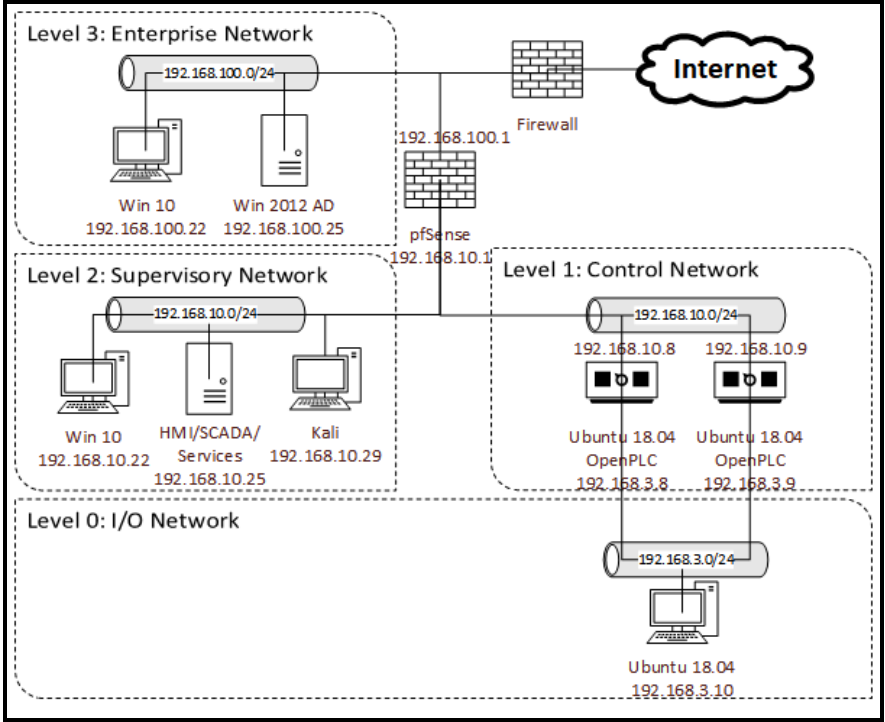 Level 3: Enterprise Network
192.168.100.0/24
Internet
Firewall
192.168.100.1
Win 10
192.168.100.22
Win 2012 AD
192.168.100.25
pfSense
192.168.10.1
Level 2: Supervisory Network
192.168.10.0/24
Win 10
192.168.10.22
HMI/SCADA/
Services
192.168.10.25
Kali
192.168.10.29
Level 1: Control Network
192.168.10.0/24
192.168.10.8
192.168.10.9
Ubuntu 18.04
OpenPLC
192.168.3.8
Ubuntu 18.04
OpenPLC
192.168.3.9
Level 0: I/O Network
192.168.3.0/24
Ubuntu 18.04
192.168.3.10